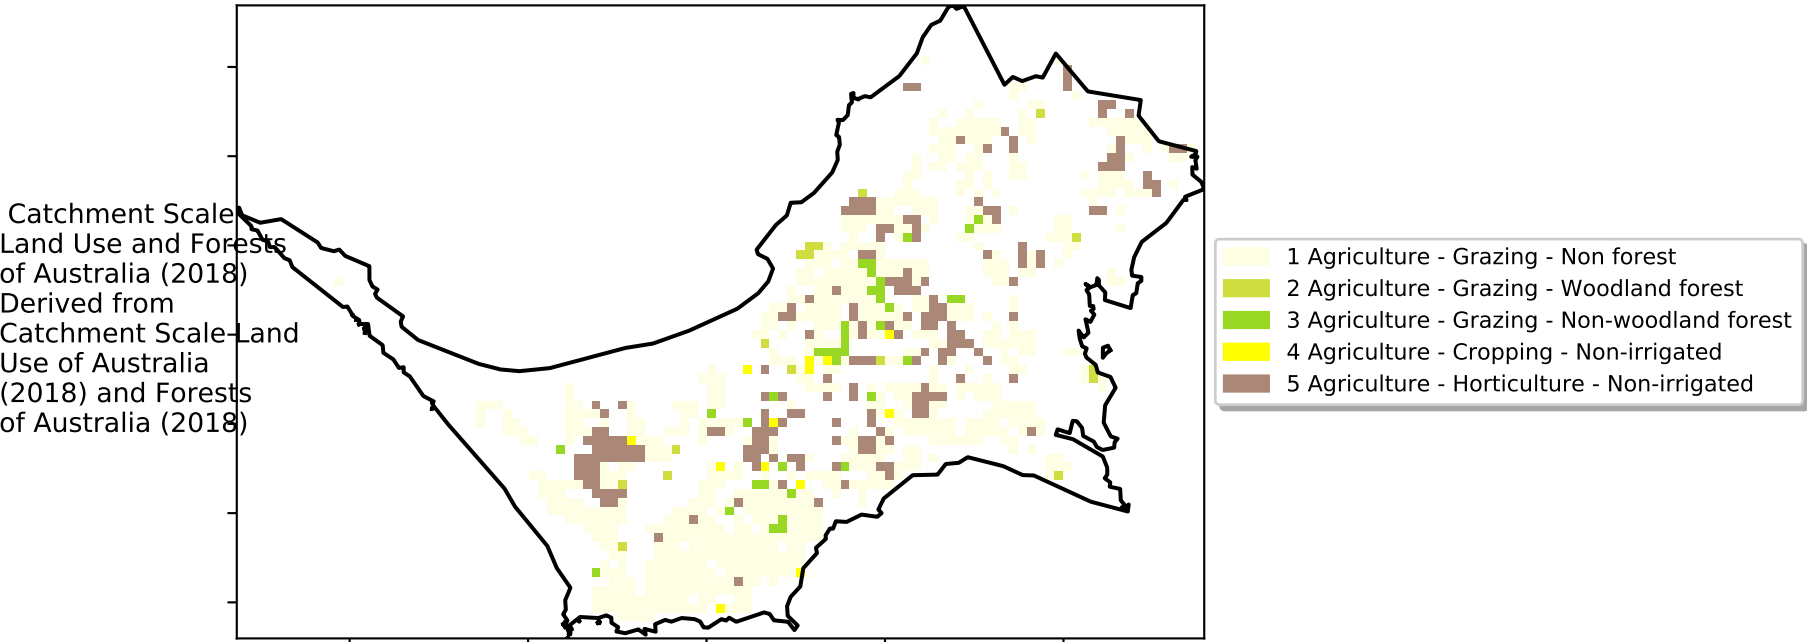 Catchment Scale
Land Use and Forests
of Australia (2018)
Derived from
Catchment Scale Land
Use of Australia
(2018) and Forests
of Australia (2018)
1 Agriculture - Grazing - Non forest
2 Agriculture - Grazing - Woodland forest
3 Agriculture - Grazing - Non-woodland forest
4 Agriculture - Cropping - Non-irrigated
5 Agriculture - Horticulture - Non-irrigated